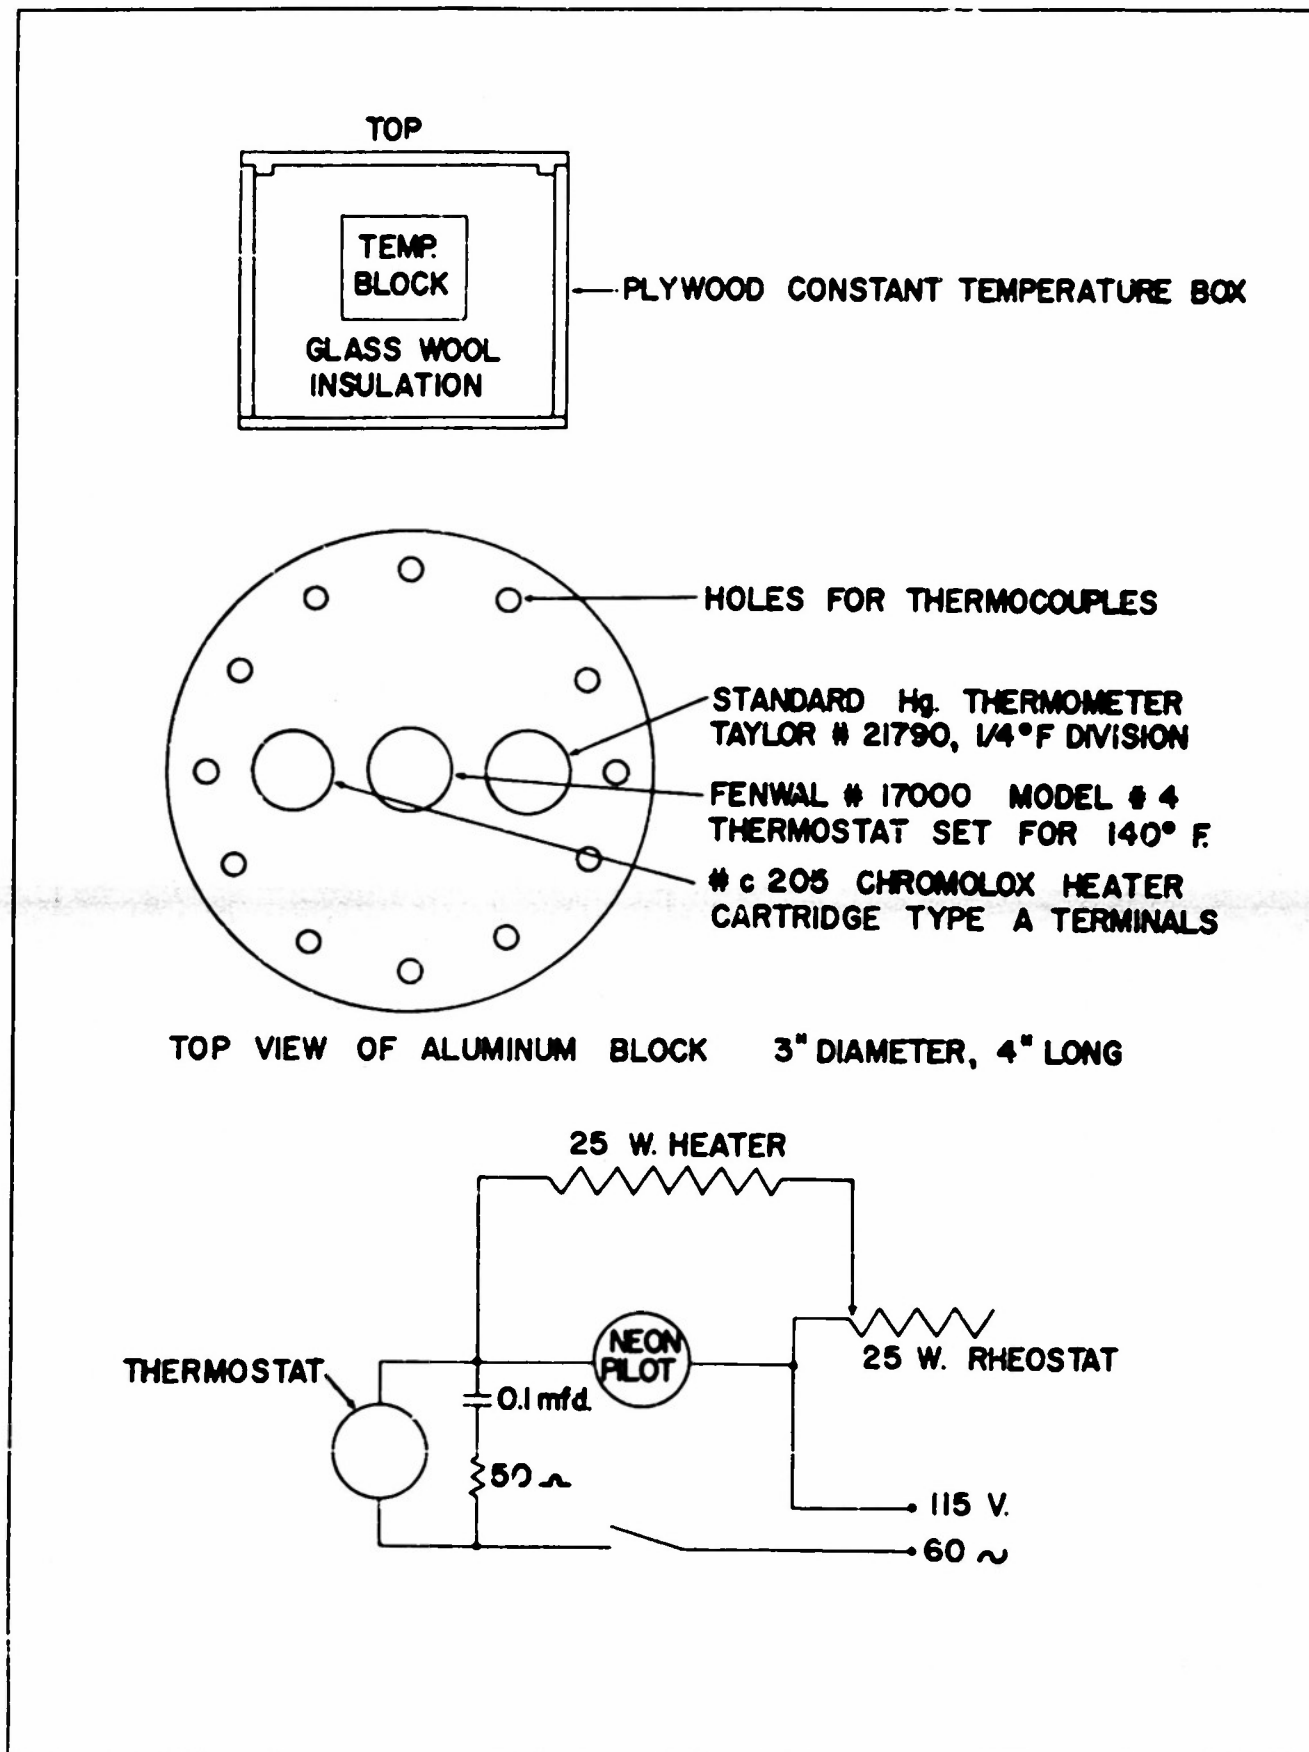 TOP
TEMP.
BLOCK
PLYWOOD CONSTANT TEMPERATURE BOX
GLASS WOOL
INSULATION
HOLES FOR THERMOCOUPLES
STANDARD Hg. THERMOMETER
TAYLOR # 21790, 1/4°F DIVISION
FENWAL # 17000 MODEL # 4
THERMOSTAT SET FOR 140° F.
# c 205 CHROMOLOX HEATER
CARTRIDGE TYPE A TERMINALS
TOP VIEW OF ALUMINUM BLOCK 3" DIAMETER, 4" LONG
25 W. HEATER
NEON
PILOT
25 W. RHEOSTAT
THERMOSTAT
0.1 mfd.
50 Ω
115 V.
60 ~